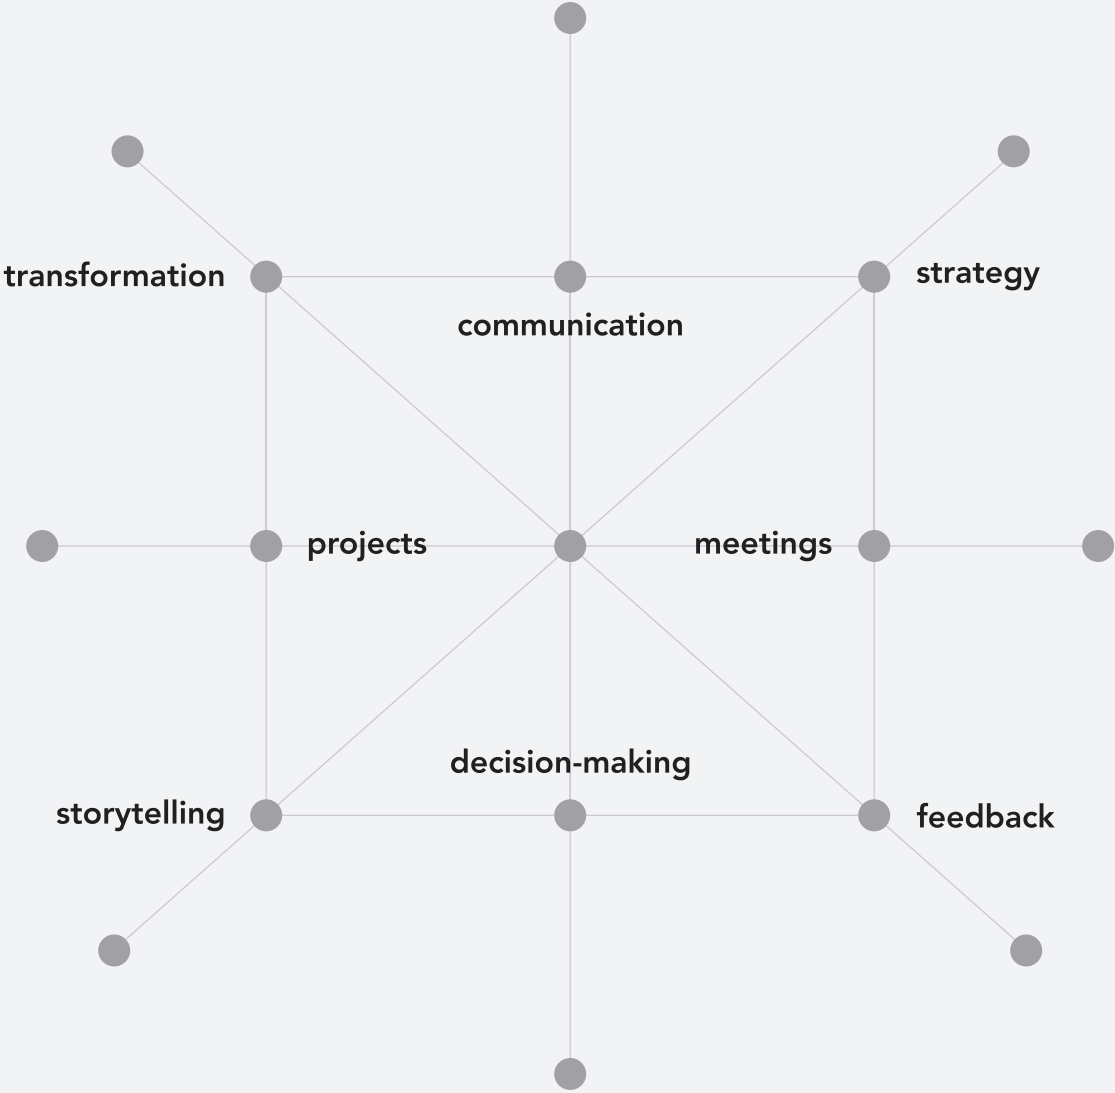 transformation
strategy
communication
projects
meetings
decision-making
storytelling
feedback